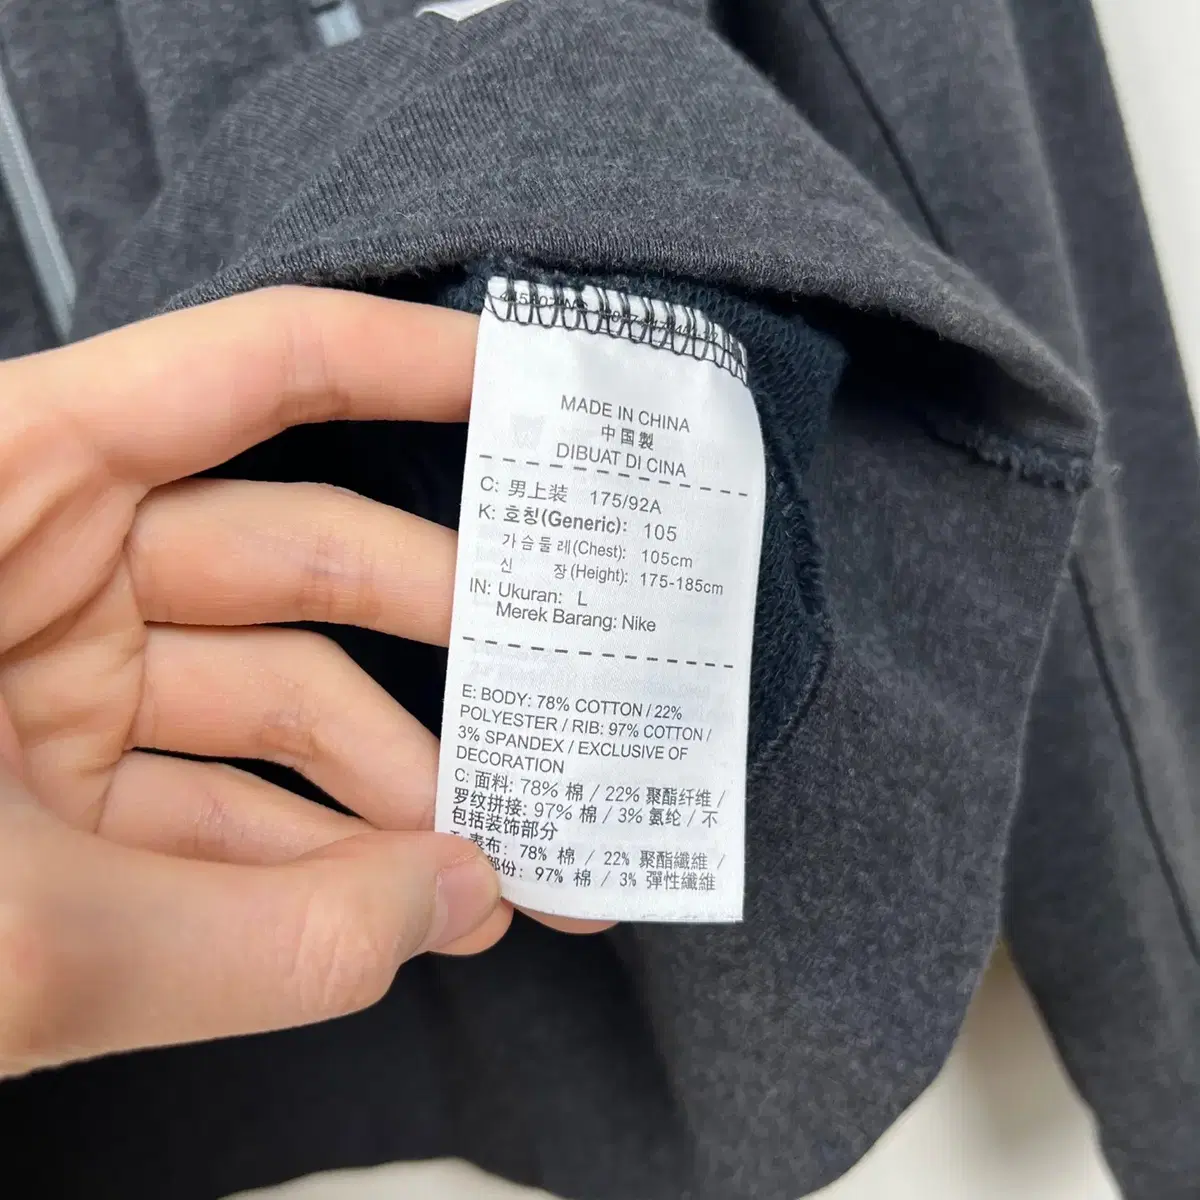 MADE IN CHINA
中国製
DIBUAT DI CINA
C: 男上装 175/92A
K: 호칭(Generic): 105
가슴둘레(Chest): 105cm
신 장(Height): 175-185cm
IN: Ukuran: L
Merek Barang: Nike
E: BODY: 78% COTTON / 22%
POLYESTER / RIB: 97% COTTON /
3% SPANDEX / EXCLUSIVE OF
DECORATION
C: 面料: 78% 棉 / 22% 聚酯纤维 /
罗纹拼接: 97% 棉 / 3% 氨纶 / 不
包括装饰部分
表布: 78% 棉 / 22% 聚酯纖維 /
部份: 97% 棉 / 3% 彈性纖維